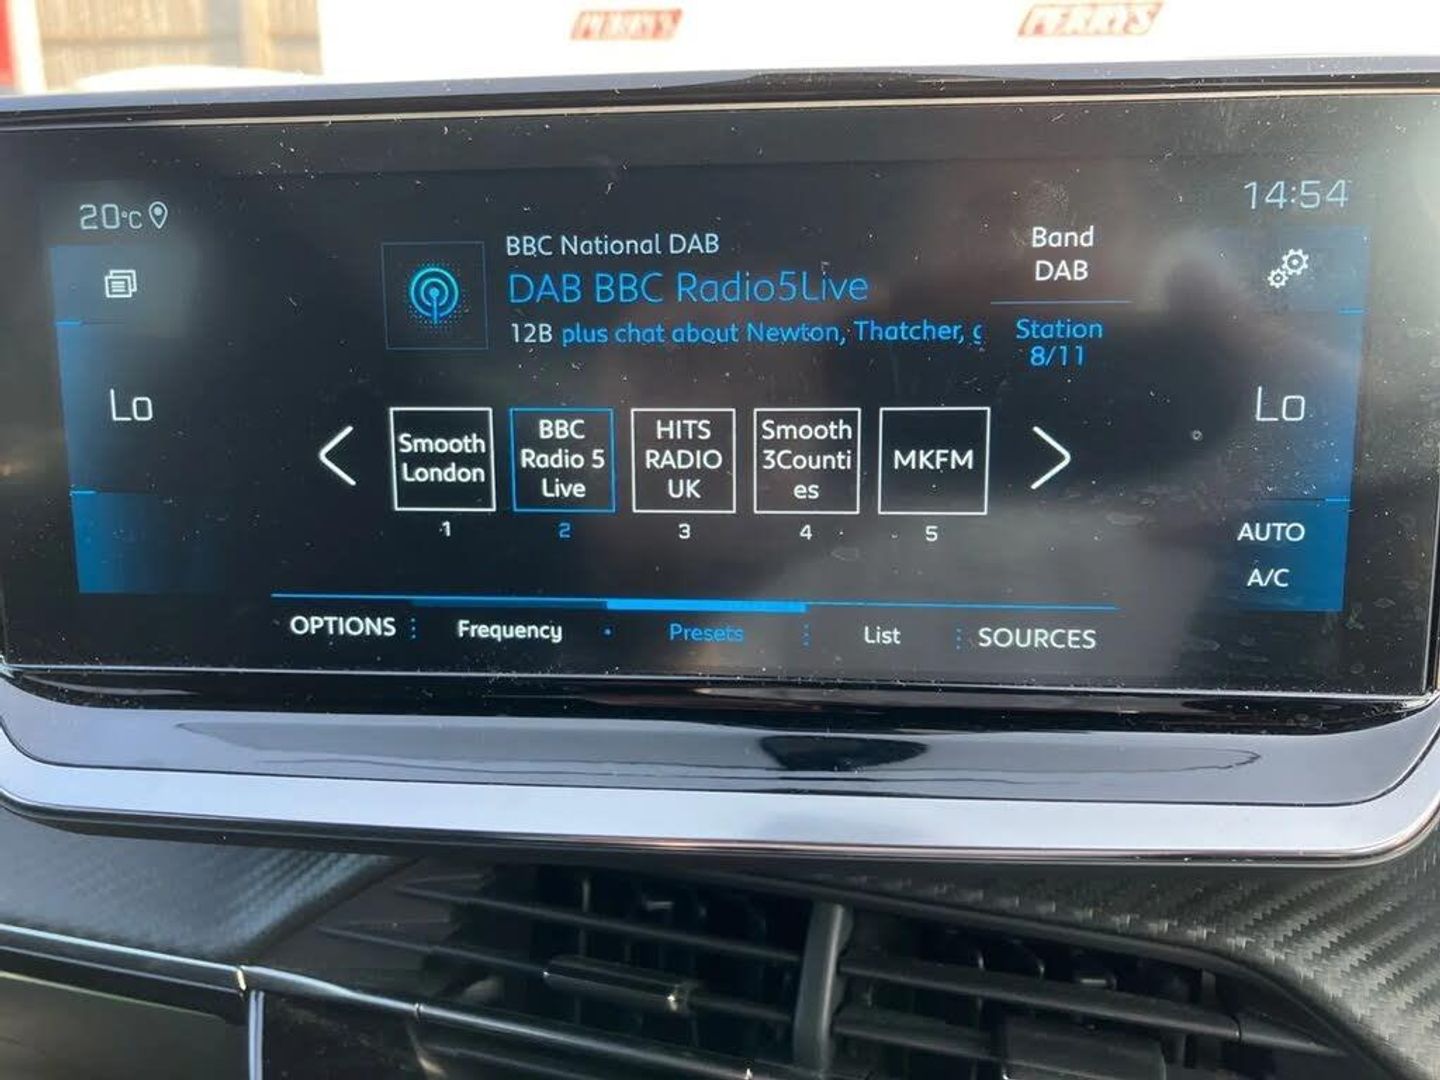 PERRYS
PERRYS
20°C
14:54
BBC National DAB
DAB BBC Radio5Live
12B plus chat about Newton, Thatcher, g
Band
DAB
Station
8/11
Lo
Lo
Smooth
London
1
BBC
Radio 5
Live
2
HITS
RADIO
UK
3
Smooth
3Counti
es
4
MKFM
5
AUTO
A/C
OPTIONS
Frequency
Presets
List
SOURCES